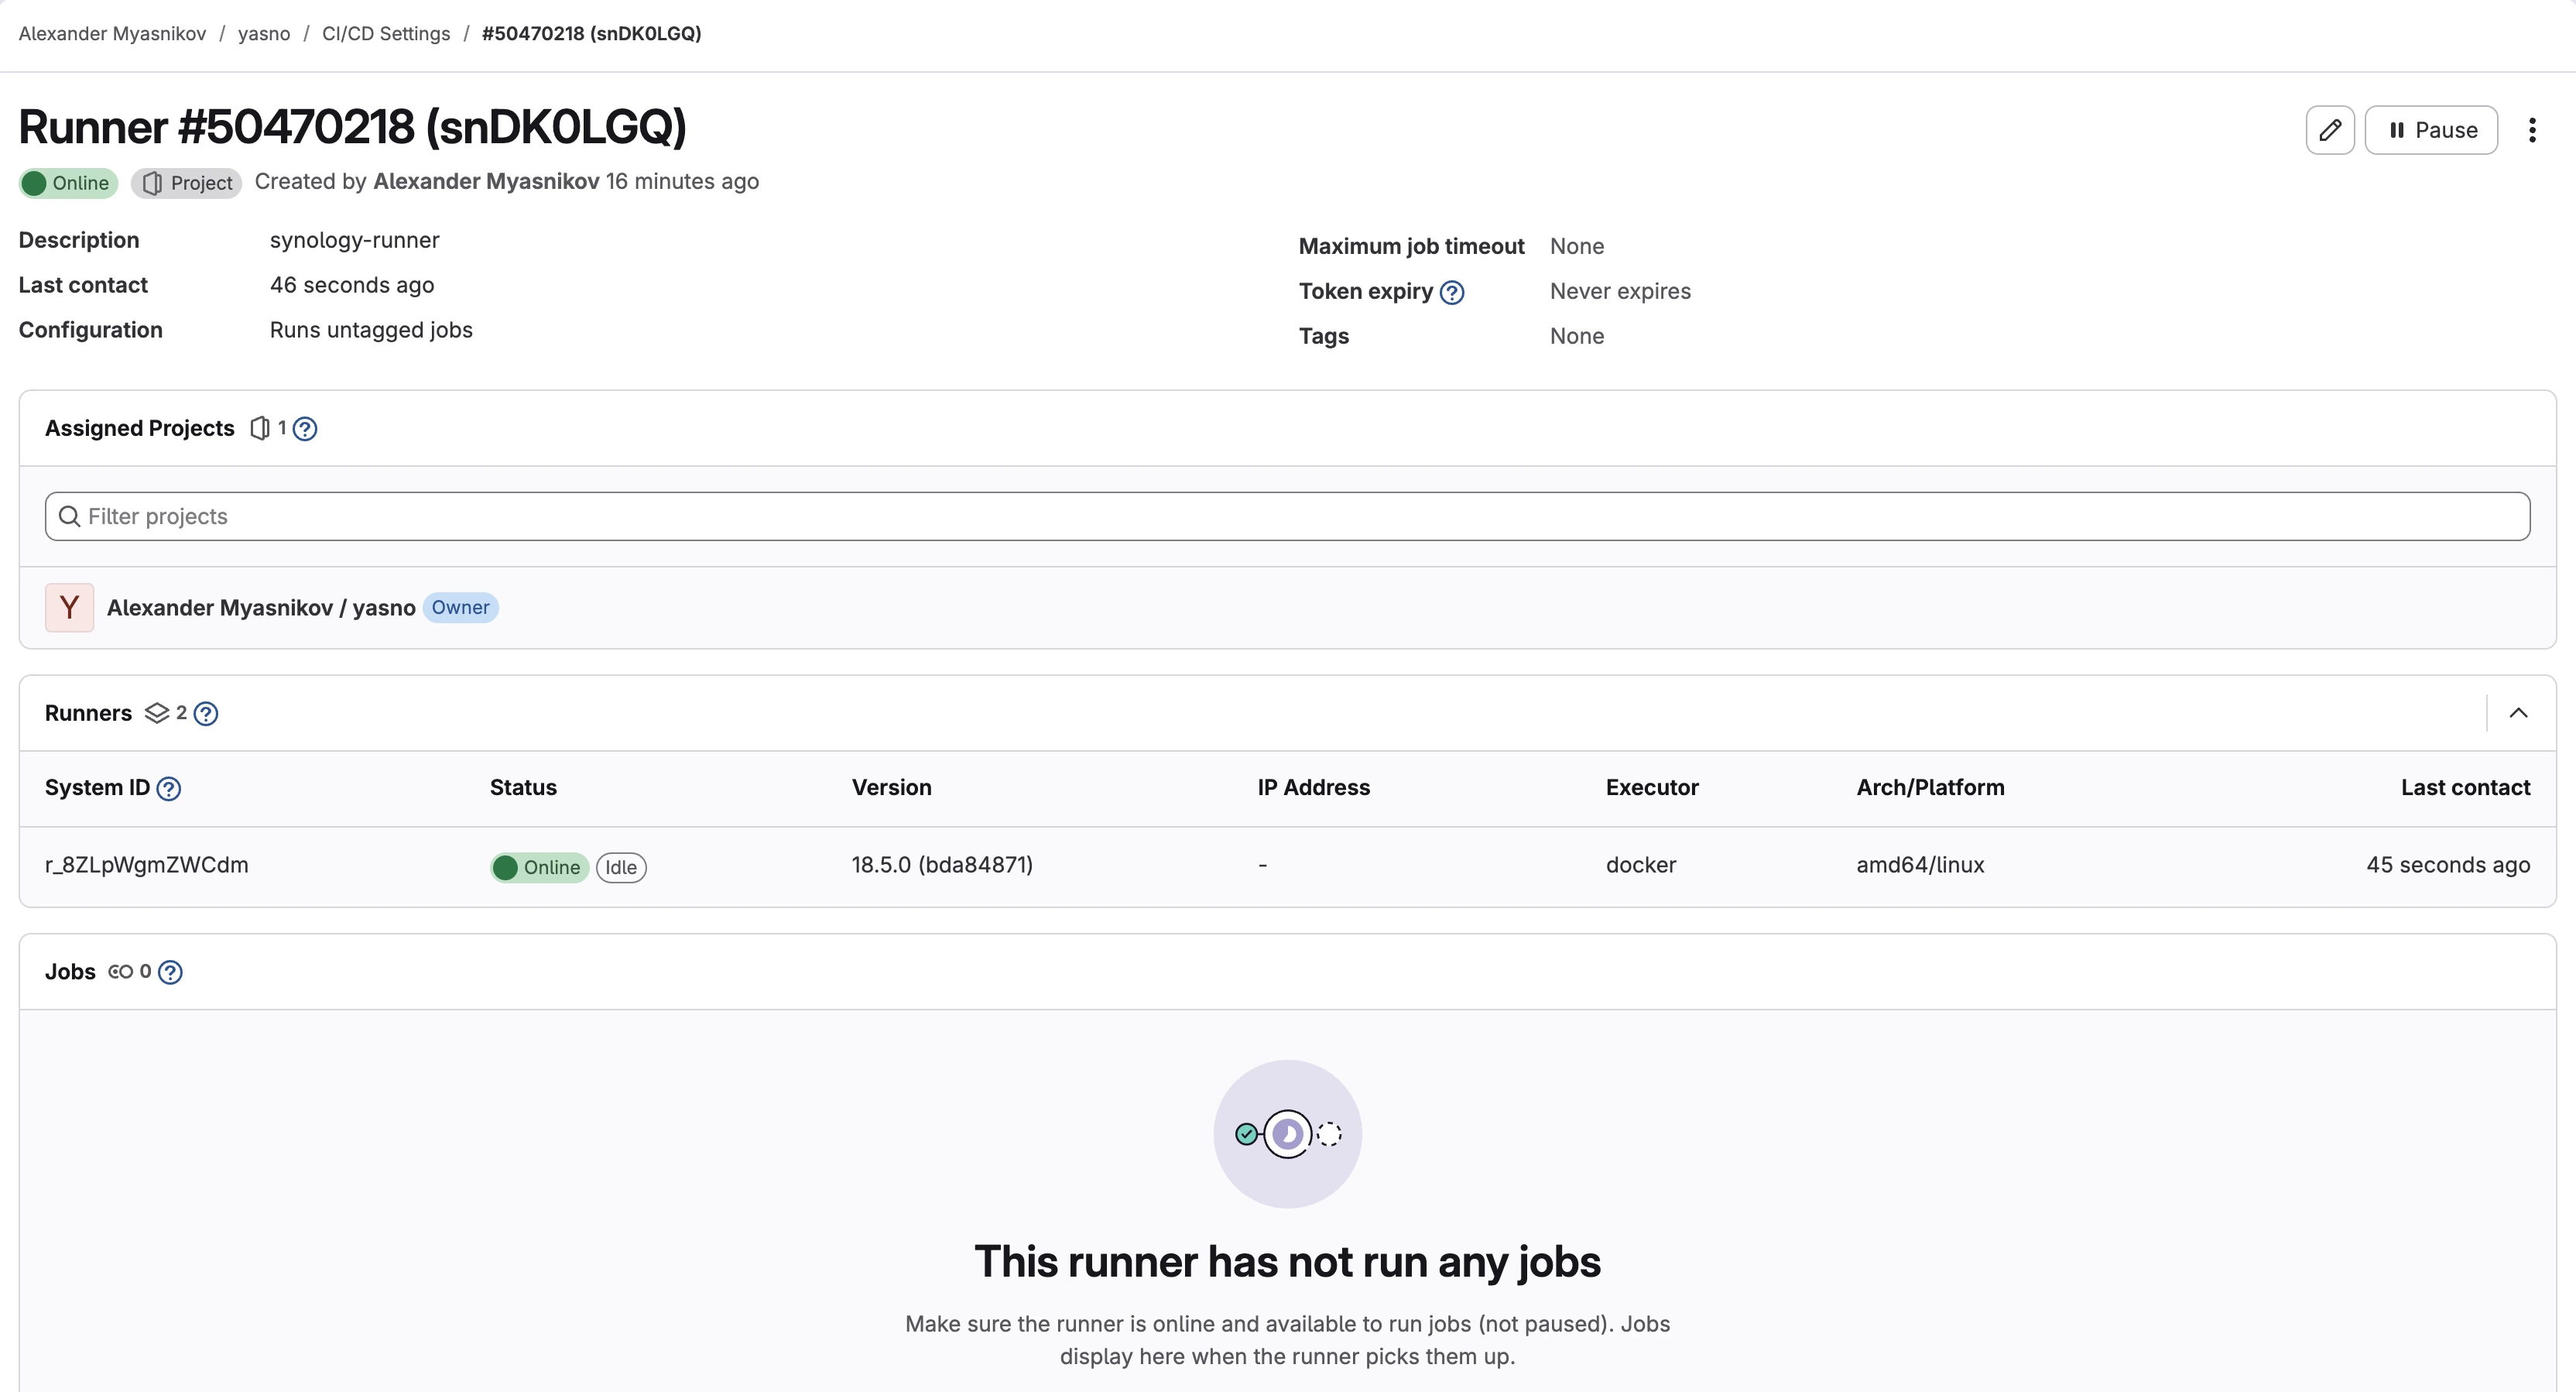 Alexander Myasnikov / yasno / CI/CD Settings / #50470218 (snDK0LGQ)
Runner #50470218 (snDK0LGQ)
Pause
Online Project Created by Alexander Myasnikov 16 minutes ago
Description synology-runner
Last contact 46 seconds ago
Configuration Runs untagged jobs
Maximum job timeout None
Token expiry ? Never expires
Tags None
Assigned Projects 1 ?
Filter projects
Y Alexander Myasnikov / yasno Owner
Runners 2 ?
System ID ? Status Version IP Address Executor Arch/Platform Last contact
r_8ZLpWgmZWCdm Online Idle 18.5.0 (bda84871) - docker amd64/linux 45 seconds ago
Jobs 0 ?
This runner has not run any jobs
Make sure the runner is online and available to run jobs (not paused). Jobs
display here when the runner picks them up.